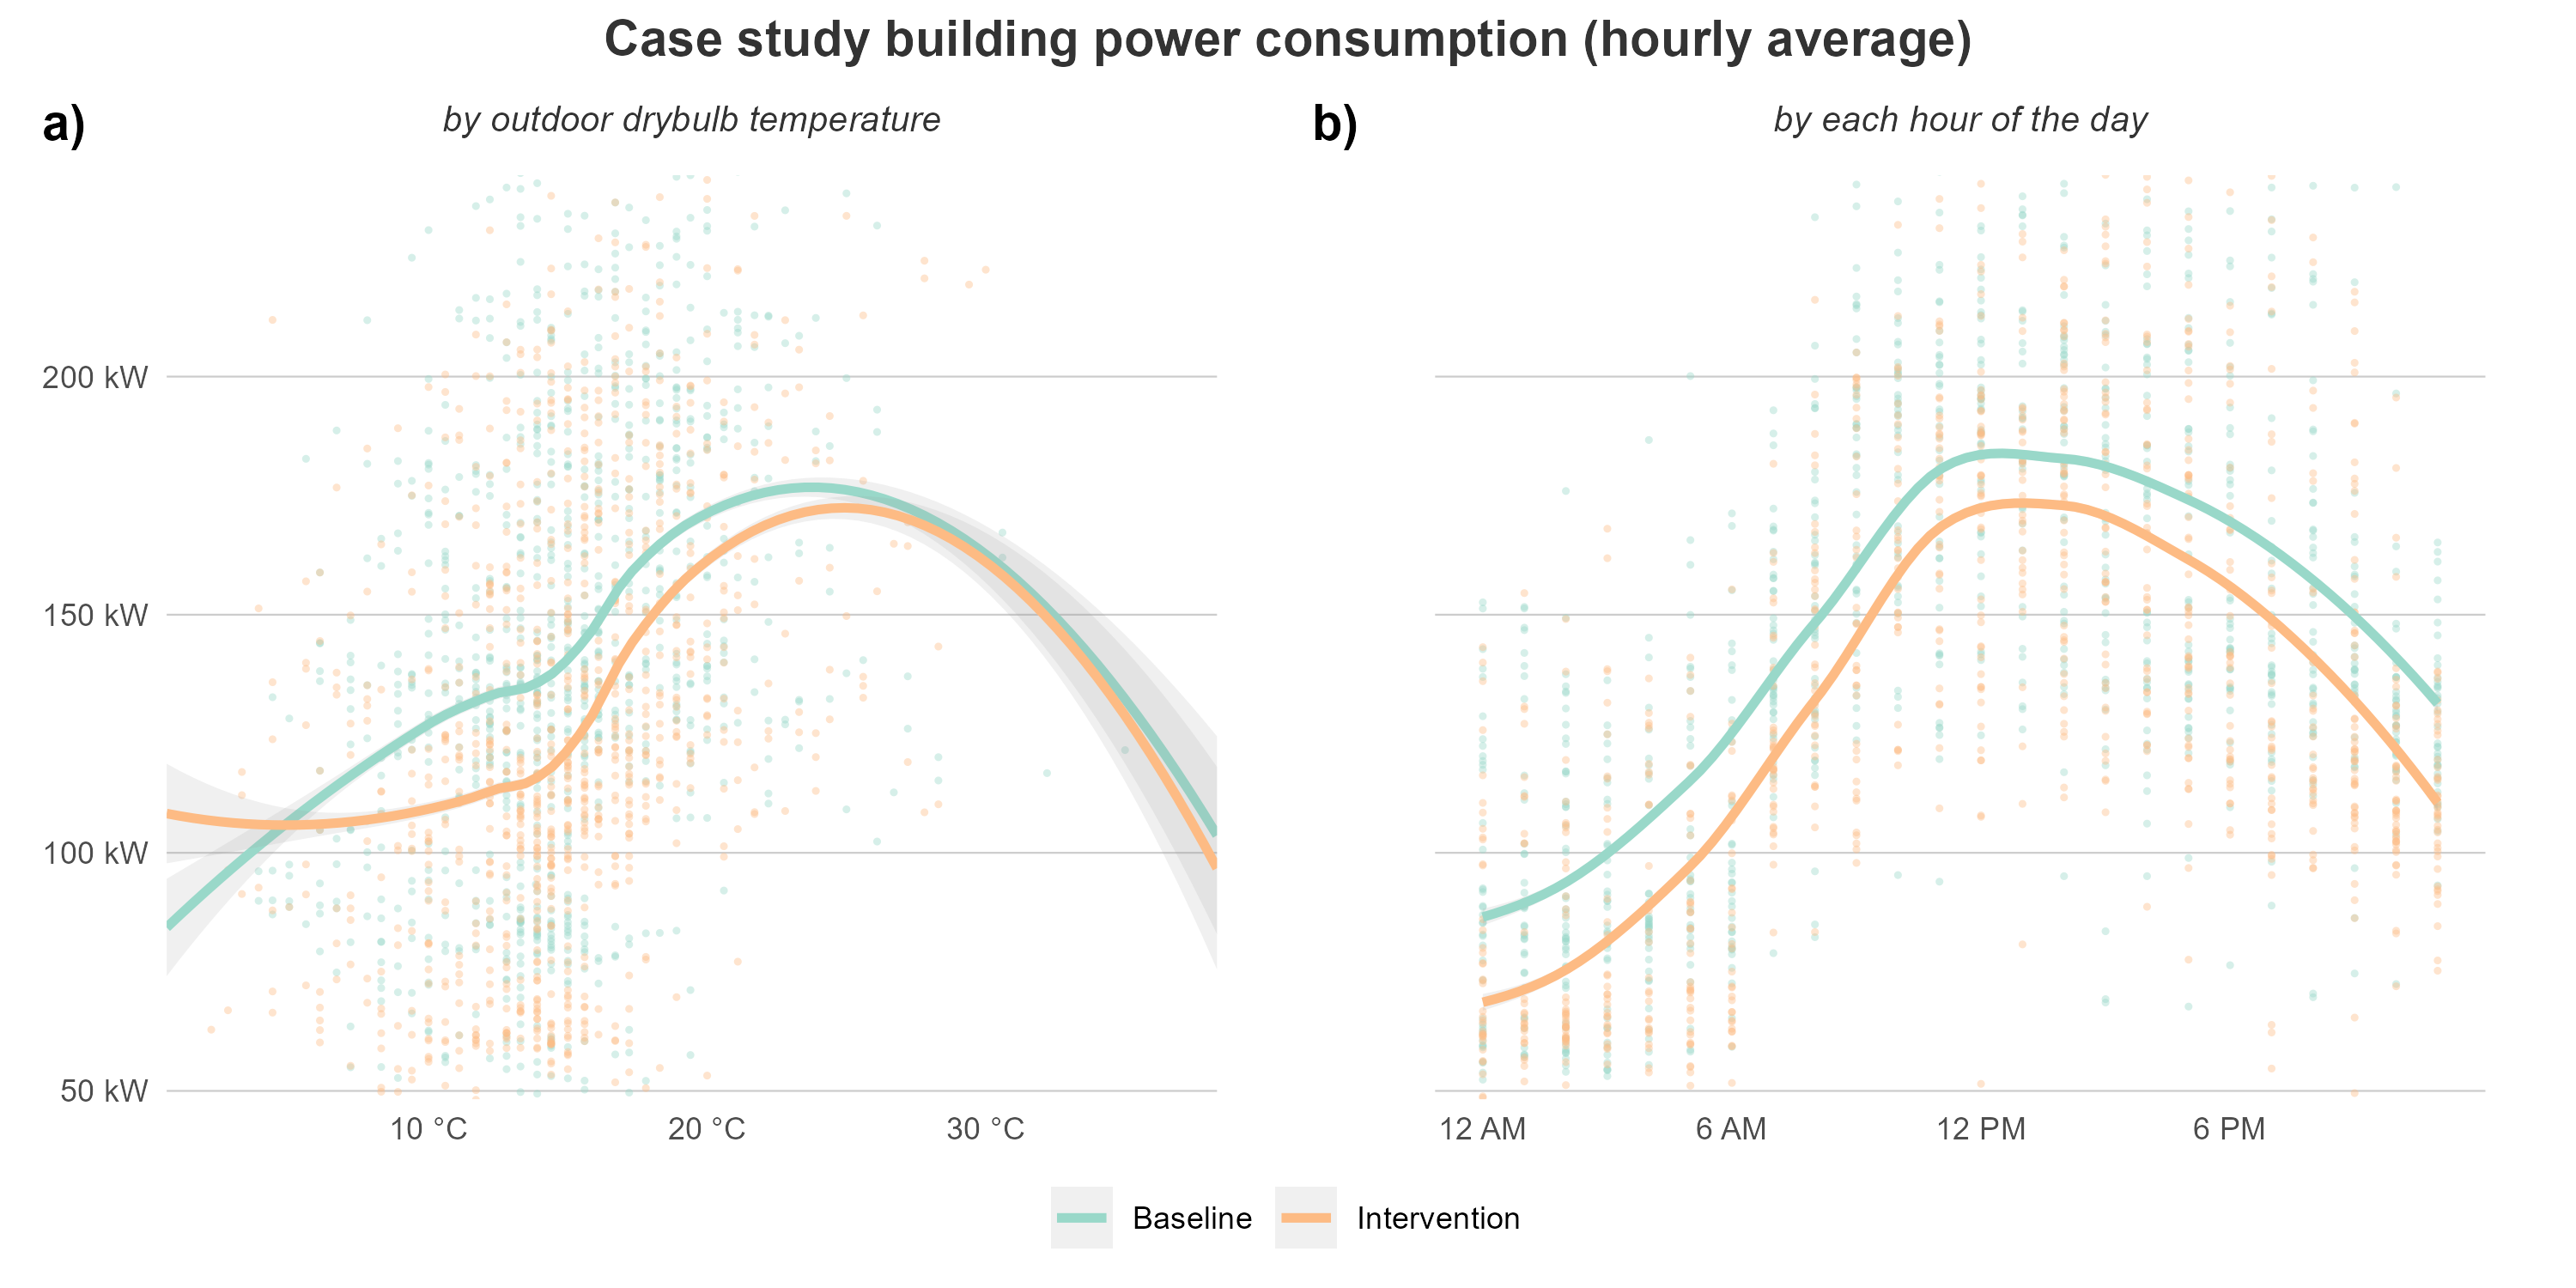 Case study building power consumption (hourly average)
a)
by outdoor drybulb temperature
200 kW
150 kW
100 kW
50 kW
10 °C
20 °C
30 °C
b)
by each hour of the day
12 AM
6 AM
12 PM
6 PM
Baseline
Intervention